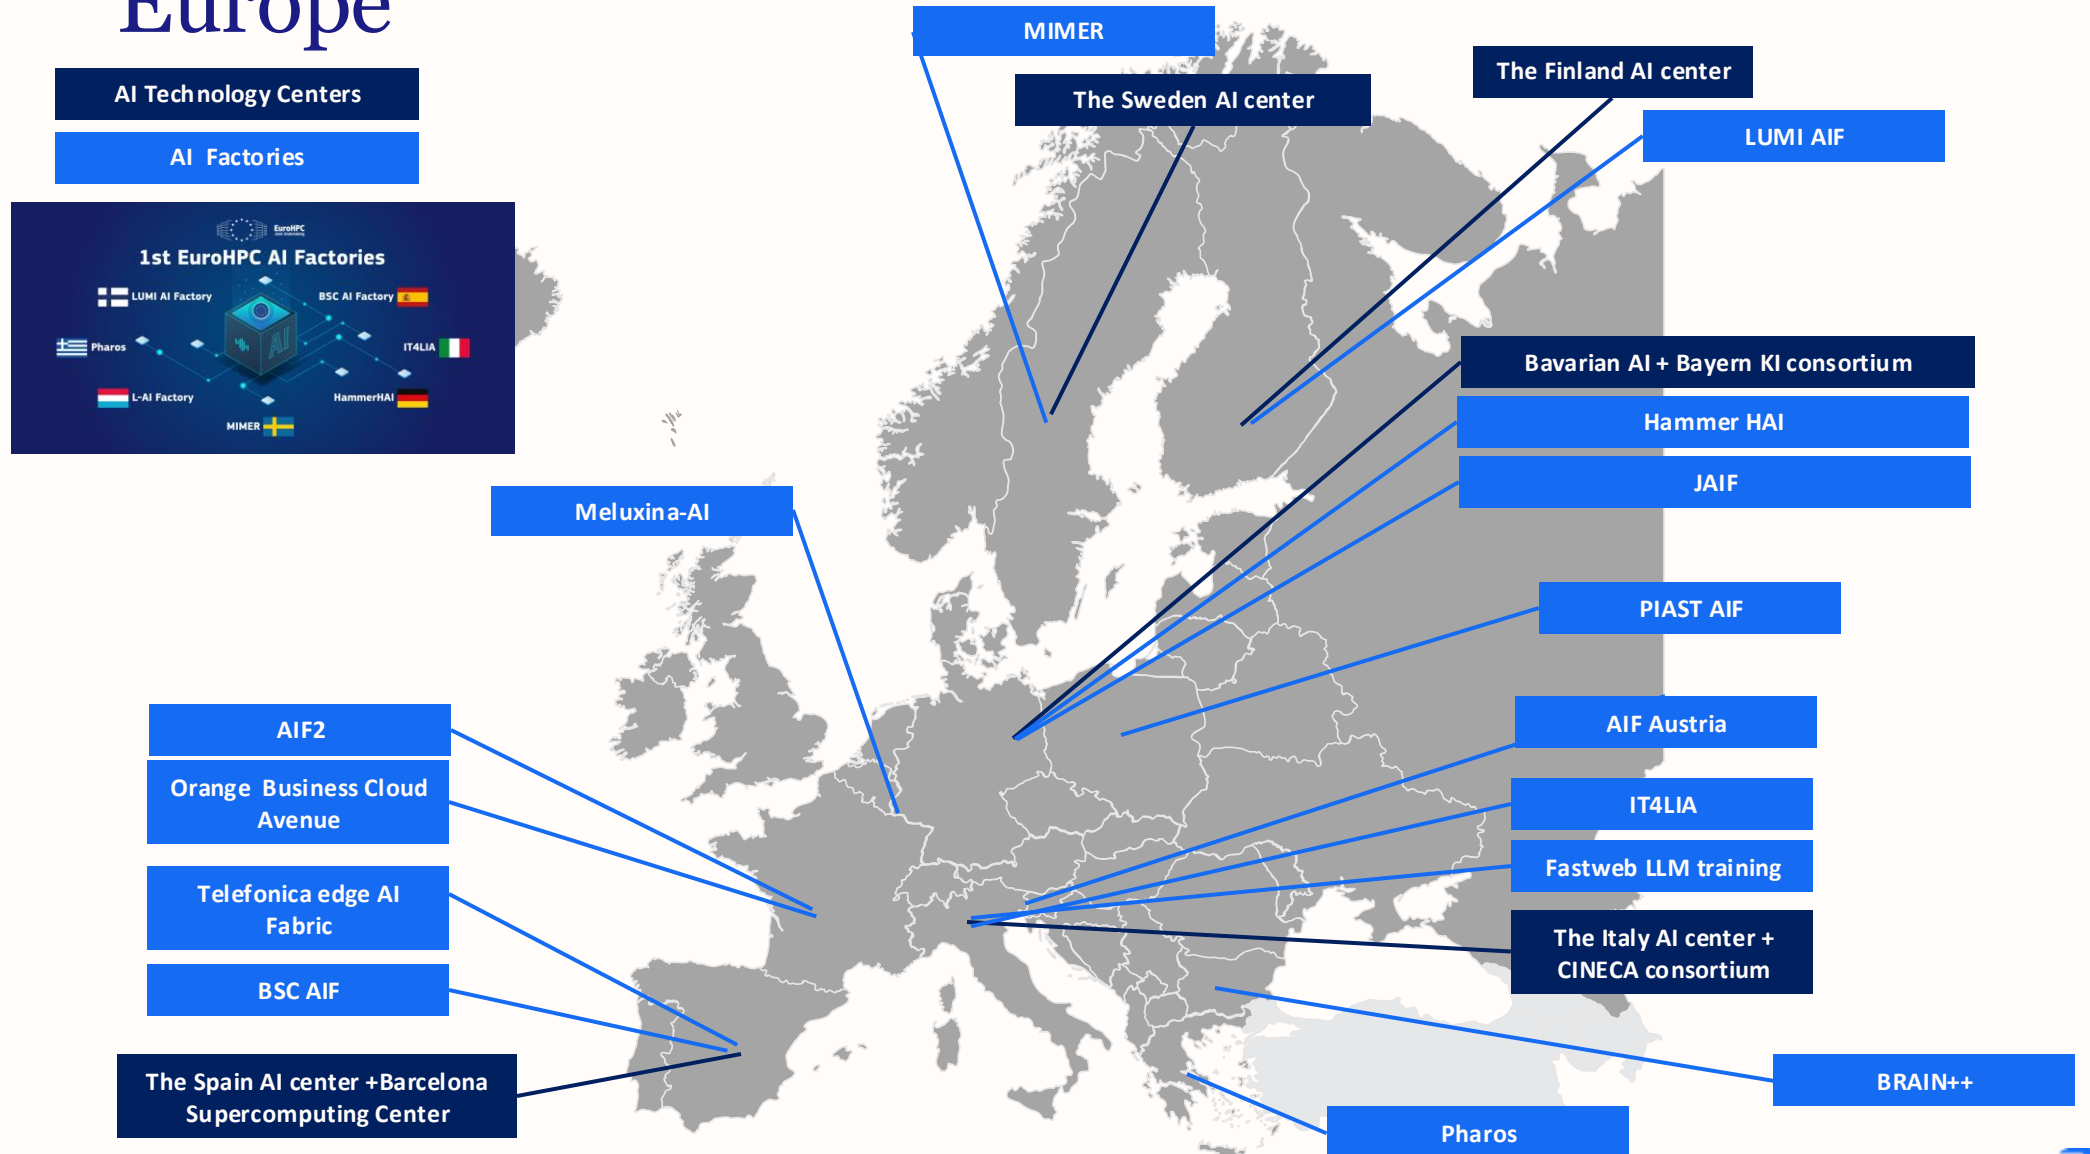 Europe
AI Technology Centers
AI Factories
EuroHPC
1st EuroHPC AI Factories
LUMI AI Factory
BSC AI Factory
Pharos
AI
IT4LIA
L-AI Factory
HammerHAI
MIMER
MIMER
The Sweden AI center
The Finland AI center
LUMI AIF
Bavarian AI + Bayern KI consortium
Hammer HAI
JAIF
Meluxina-AI
PIAST AIF
AIF Austria
IT4LIA
Fastweb LLM training
The Italy AI center +
CINECA consortium
AIF2
Orange Business Cloud
Avenue
Telefonica edge AI
Fabric
BSC AIF
The Spain AI center +Barcelona
Supercomputing Center
BRAIN++
Pharos